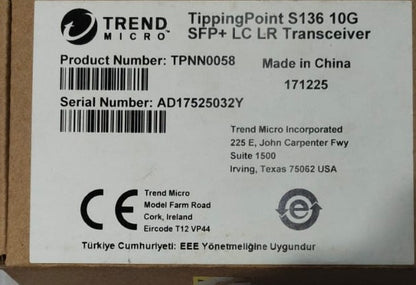 TREND MICRO
TippingPoint S136 10G
SFP+ LC LR Transceiver
Product Number: TPNN0058
Made in China
171225
Serial Number: AD17525032Y
Trend Micro Incorporated
225 E, John Carpenter Fwy
Suite 1500
Irving, Texas 75062 USA
CE
Trend Micro
Model Farm Road
Cork, Ireland
Eircode T12 VP44
e
Türkiye Cumhuriyeti: EEE Yönetmeliğine Uygundur